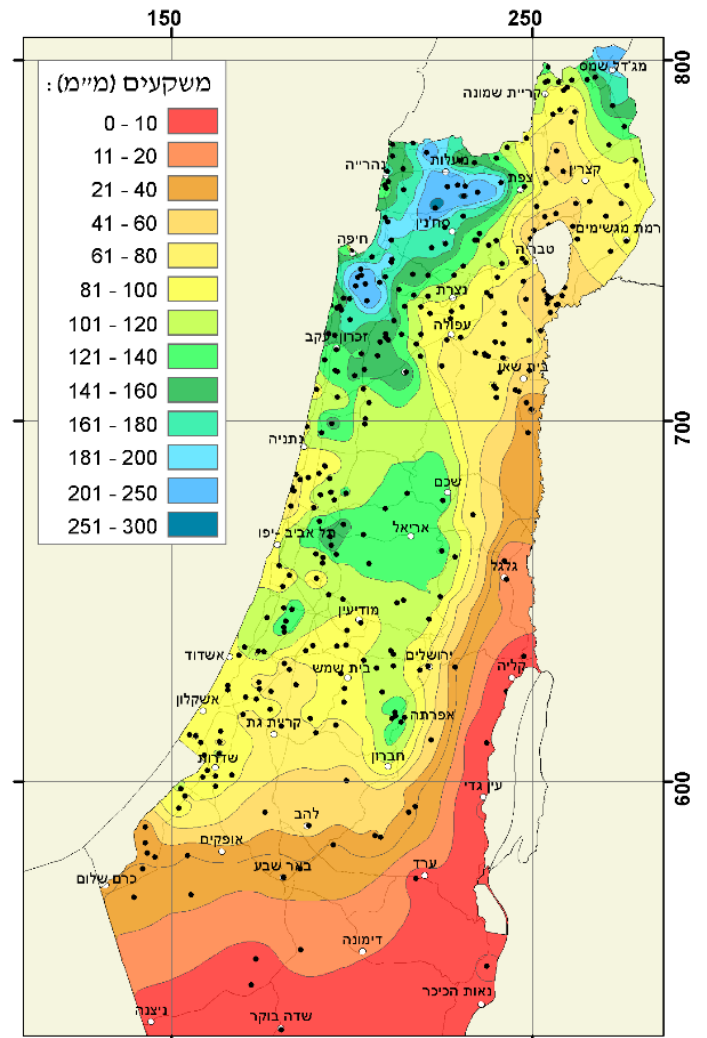 150
250
800
משקעים (מ״מ):
0 - 10
11 - 20
21 - 40
41 - 60
61 - 80
81 - 100
101 - 120
121 - 140
141 - 160
161 - 180
181 - 200
201 - 250
251 - 300
מג'דל שמס
קריית שמונה
נהרייה
מעלות
צפת
קצרין
סח'נין
רמת מגשימים
חיפה
טבריה
נצרת
עפולה
זכרון יעקב
בית שאן
700
נתניה
שכם
תל אביב - יפו
אריאל
גלגל
מודיעין
אשדוד
ירושלים
בית שמש
קליה
אשקלון
אפרתה
קרית גת
חברון
שדרות
600
עין גדי
להב
אופקים
באר שבע
ערד
כרם שלום
דימונה
נאות הכיכר
ניצנה
שדה בוקר